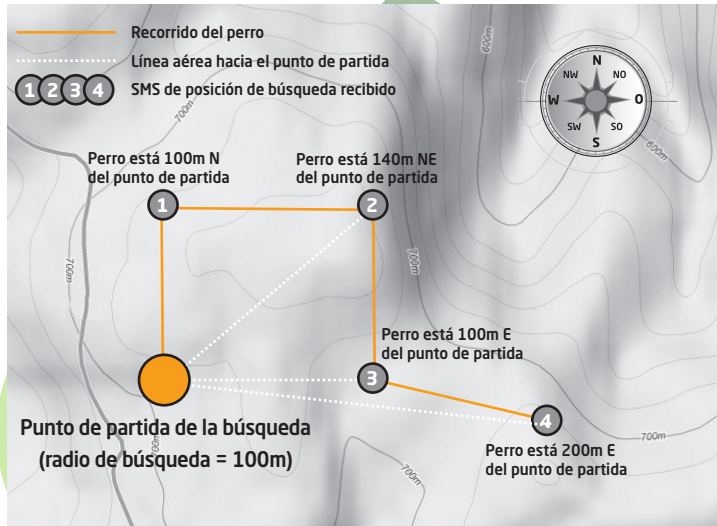 Recorrido del perro
Línea aérea hacia el punto de partida
1 2 3 4 SMS de posición de búsqueda recibido
N
NW NO
W O
SW SO
S
600m
600m
700m
Perro está 100m N
del punto de partida
Perro está 140m NE
del punto de partida
1
2
700m
700m
Perro está 100m E
del punto de partida
3
4
Punto de partida de la búsqueda
(radio de búsqueda = 100m)
700m
700m
700m
Perro está 200m E
del punto de partida